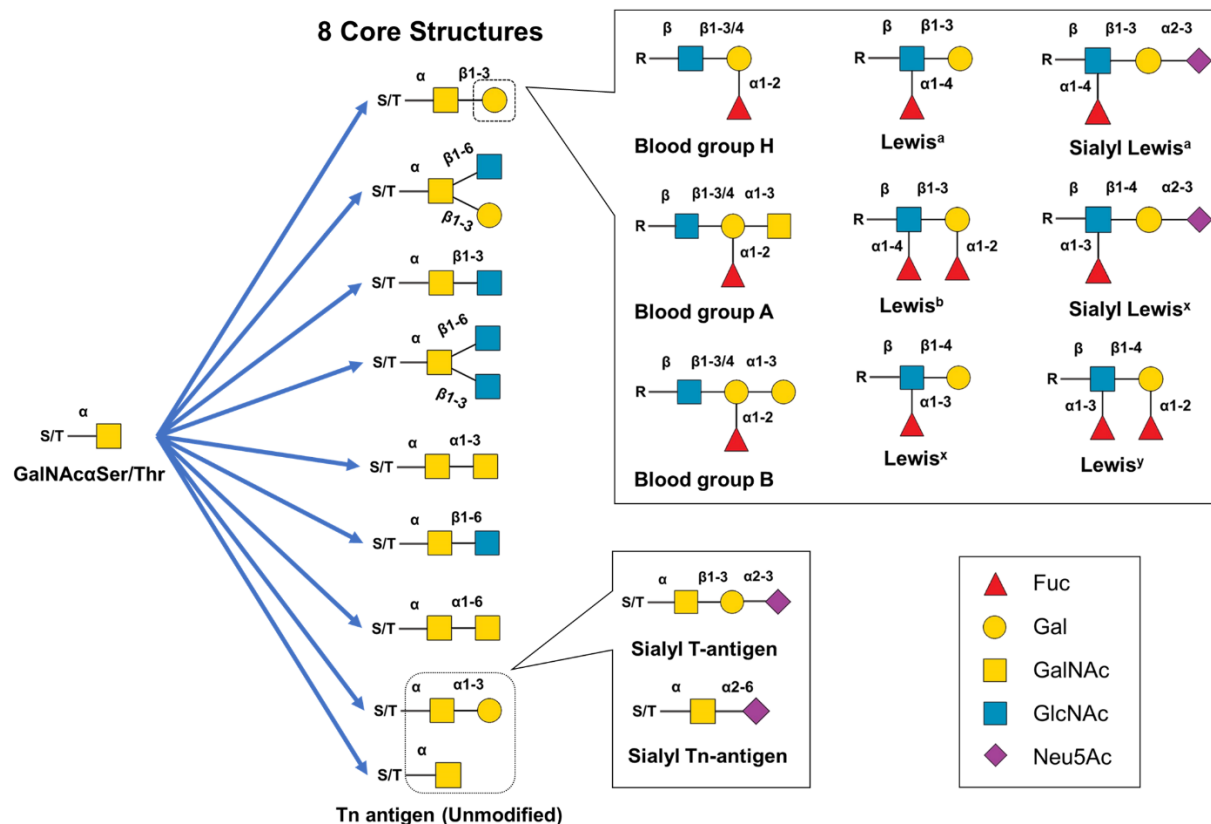 8 Core Structures
α β1-3
S/T
α β1-6
S/T
β1-3
α β1-3
S/T
α β1-6
S/T
β1-3
α α1-3
S/T
α β1-6
S/T
α α1-6
S/T
α α1-3
S/T
α
S/T
Tn antigen (Unmodified)
α
S/T
GalNAcαSer/Thr
β β1-3/4
R
α1-2
Blood group H
β β1-3
R
α1-4
Lewisᵃ
β β1-3 α2-3
R
α1-4
Sialyl Lewisᵃ
β β1-3/4 α1-3
R
α1-2
Blood group A
β β1-3
R
α1-4 α1-2
Lewisᵇ
β β1-4 α2-3
R
α1-3
Sialyl Lewisˣ
β β1-3/4 α1-3
R
α1-2
Blood group B
β β1-4
R
α1-3
Lewisˣ
β β1-4
R
α1-3 α1-2
Lewisʸ
α β1-3 α2-3
S/T
Sialyl T-antigen
α α2-6
S/T
Sialyl Tn-antigen
Fuc
Gal
GalNAc
GlcNAc
Neu5Ac